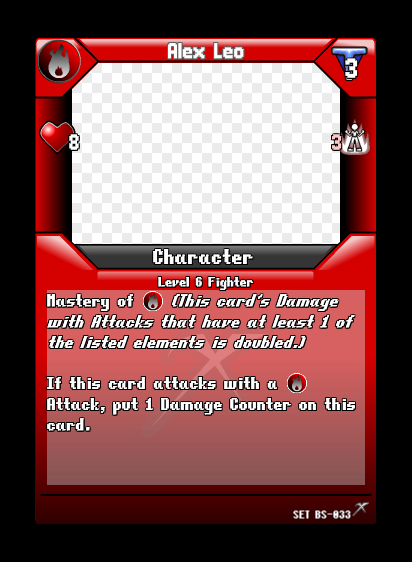 Alex Leo
3
8
3
Character
Level 6 Fighter
Mastery of (This card's Damage
with Attacks that have at least 1 of
the listed elements is doubled.)
If this card attacks with a
Attack, put 1 Damage Counter on this
card.
SET BS-033